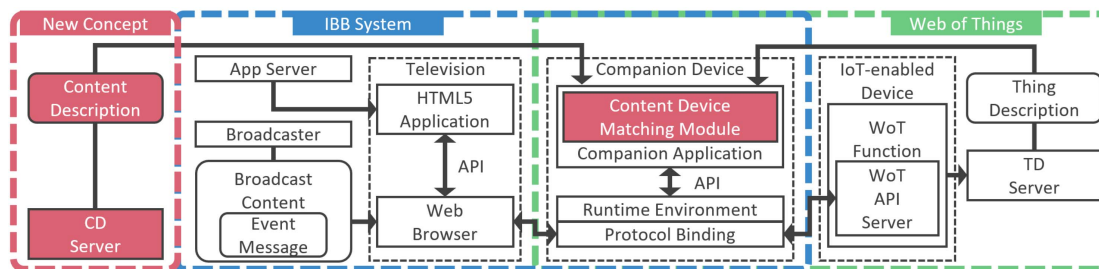 New Concept
Content
Description
CD
Server
IBB System
App Server
Broadcaster
Broadcast
Content
Event
Message
Television
HTML5
Application
API
Web
Browser
Companion Device
Content Device
Matching Module
Companion Application
API
Runtime Environment
Protocol Binding
Web of Things
IoT-enabled
Device
WoT
Function
WoT
API
Server
Thing
Description
TD
Server